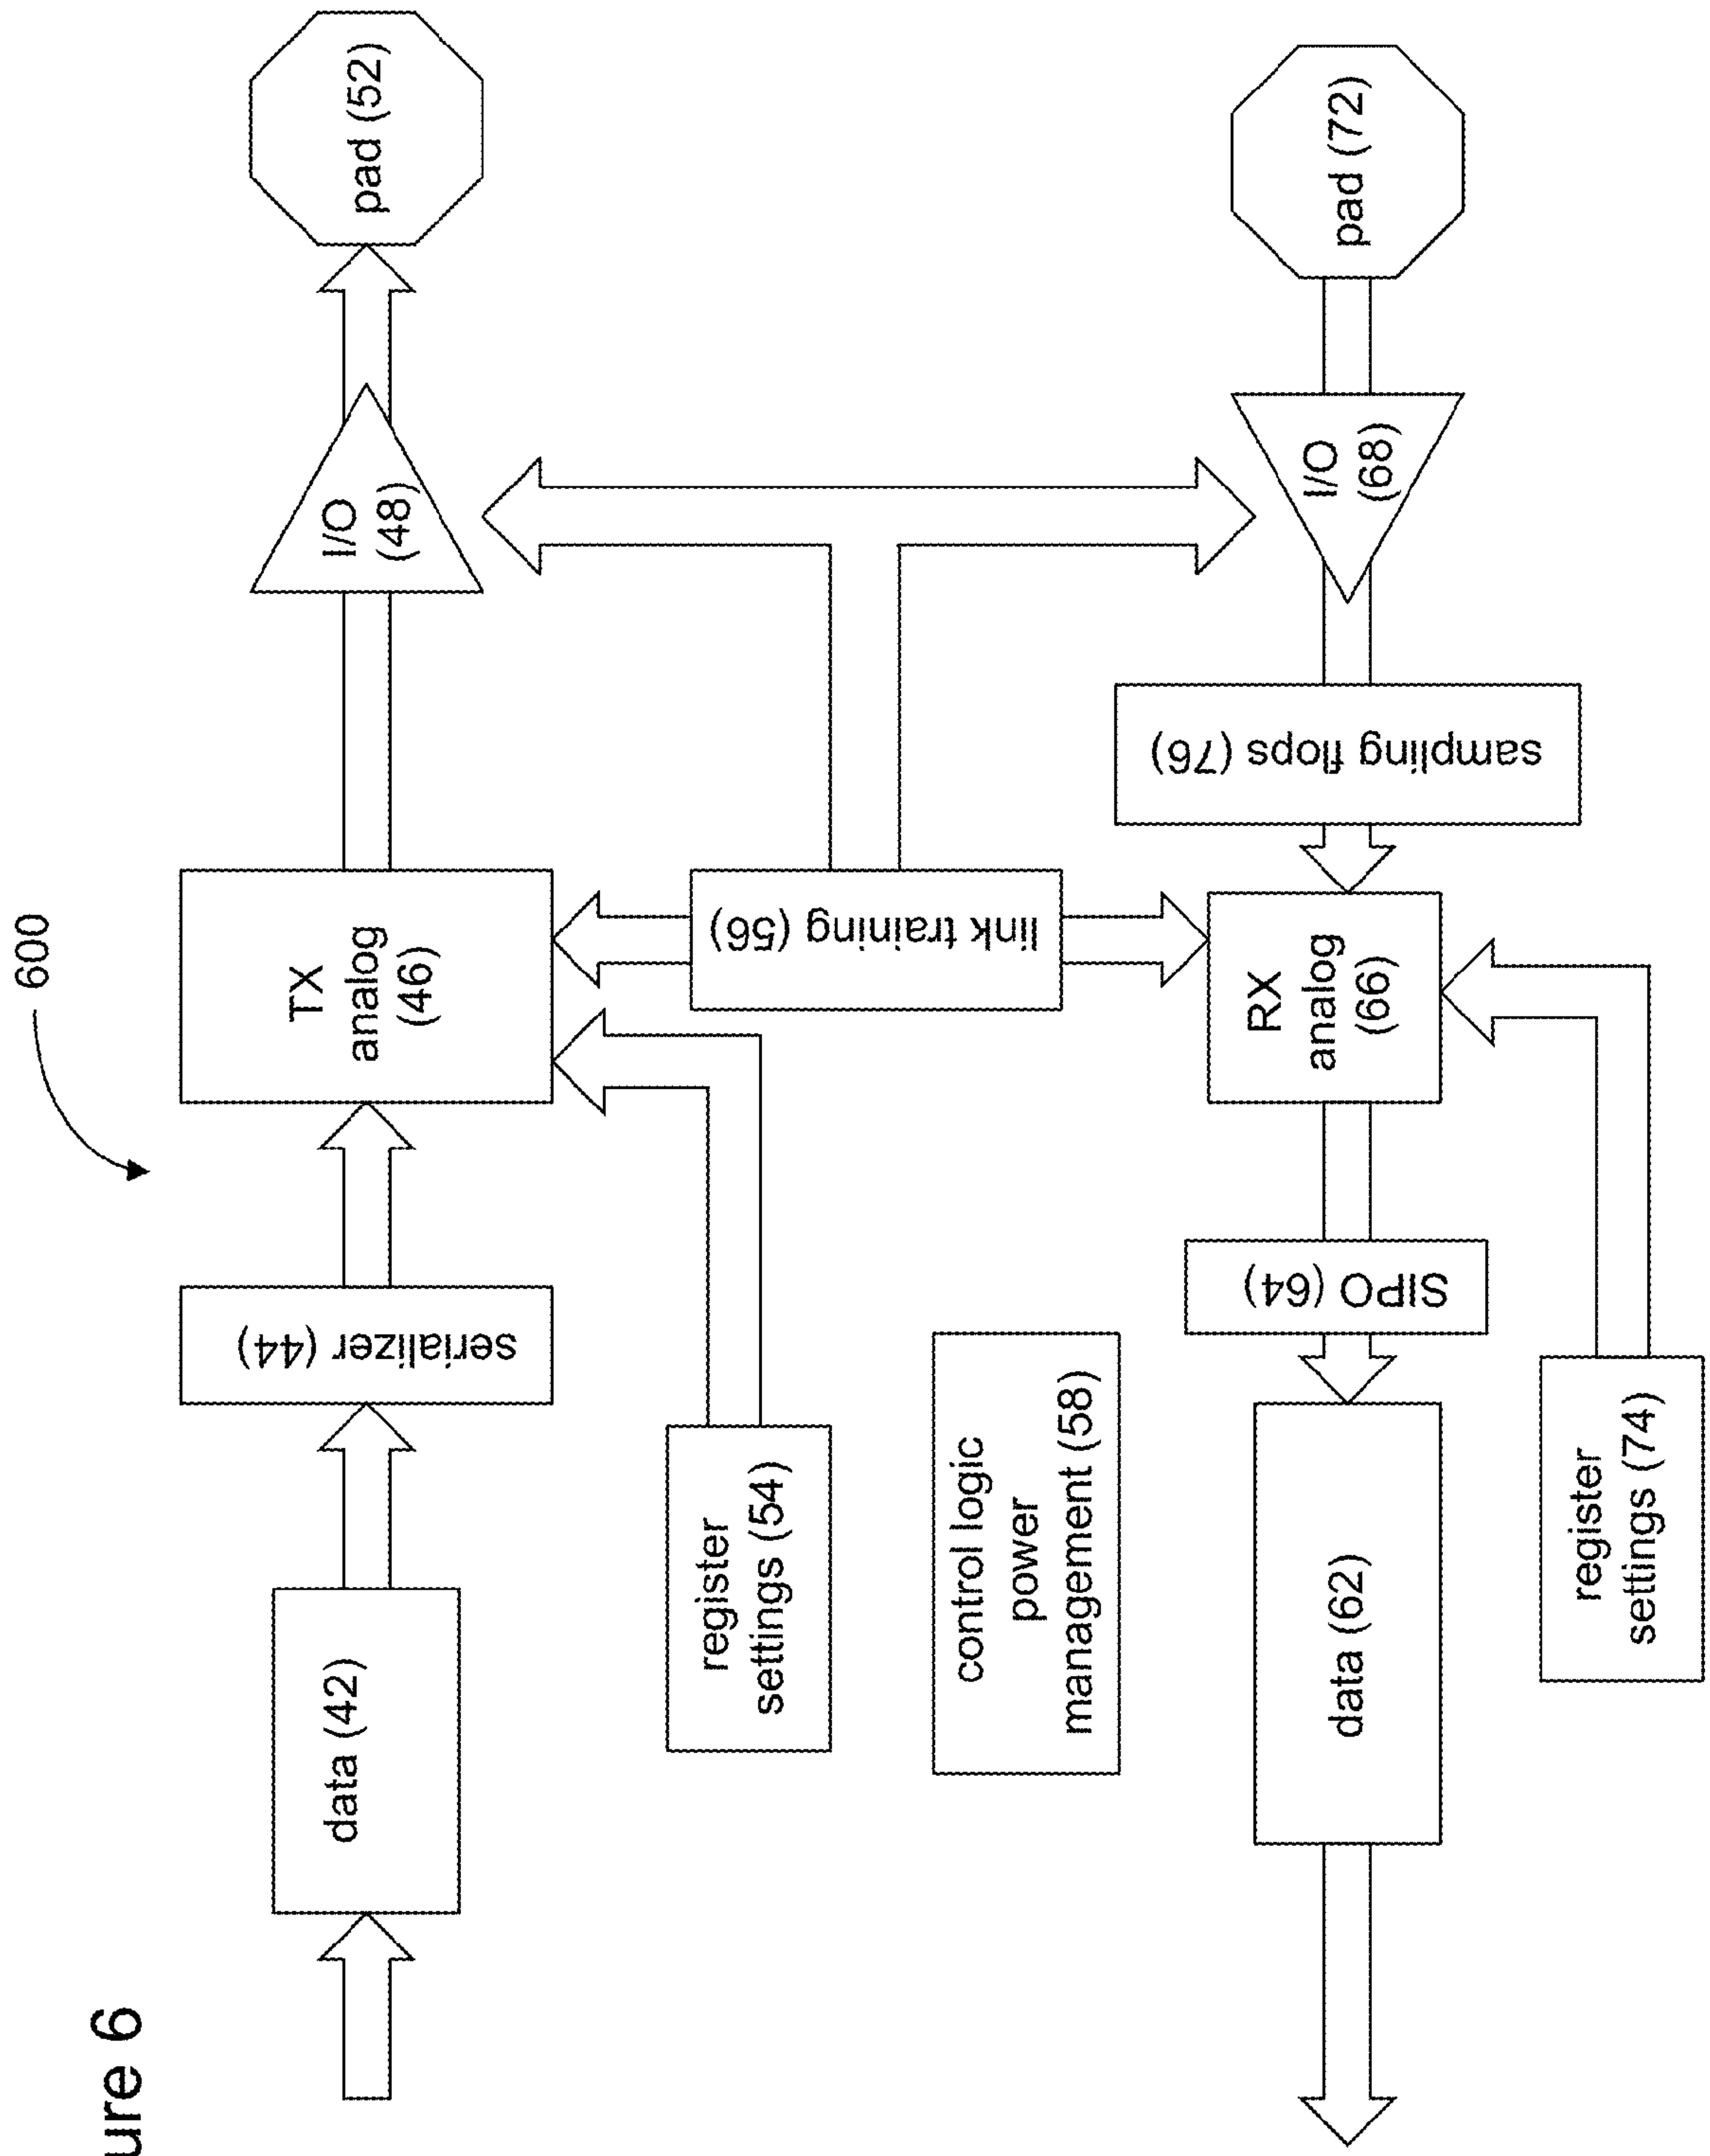 ure 6
600
data (42)
serializer (44)
TX
analog
(46)
I/O
(48)
pad (52)
register
settings (54)
link training (56)
control logic
power
management (58)
data (62)
SIPO (64)
RX
analog
(66)
sampling flops (76)
I/O
(68)
pad (72)
register
settings (74)